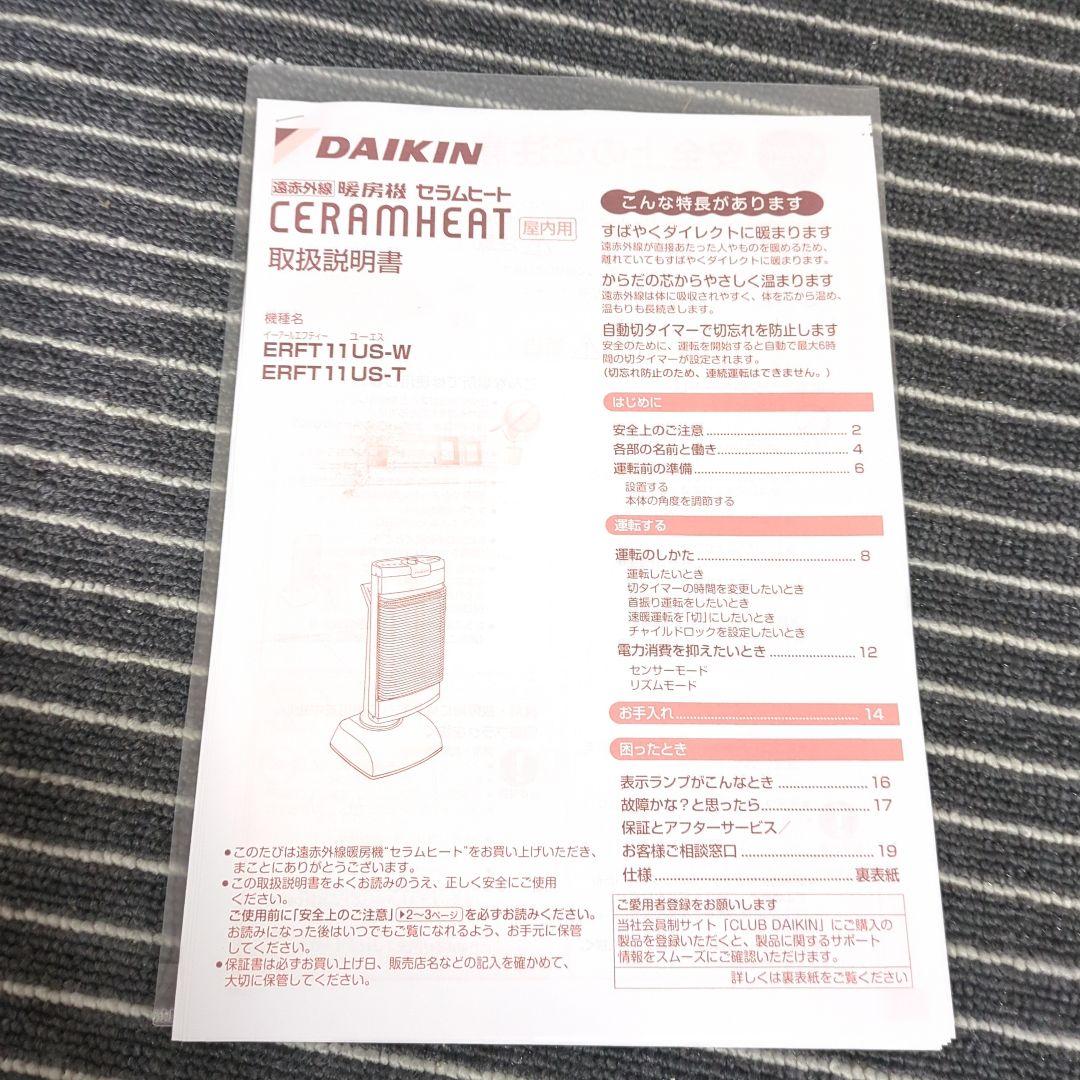 DAIKIN
遠赤外線 暖房機 セラムヒート
CERAMHEAT 屋内用
取扱説明書
機種名
イーアールエフティー ユーエス
ERFT11US-W
ERFT11US-T
●このたびは遠赤外線暖房機“セラムヒート”をお買い上げいただき、
まことにありがとうございます。
●この取扱説明書をよくお読みのうえ、正しく安全にご使用
ください。
ご使用前に「安全上のご注意」▶2~3ページを必ずお読みください。
お読みになった後はいつでもご覧になれるよう、お手元に保管
してください。
●保証書は必ずお買い上げ日、販売店名などの記入を確かめて、
大切に保管してください。
こんな特長があります
すばやくダイレクトに暖まります
遠赤外線が直接あたった人やものを暖めるため、
離れていてもすばやくダイレクトに暖まります。
からだの芯からやさしく温まります
遠赤外線は体に吸収されやすく、体を芯から温め、
温もりも長続きします。
自動切タイマーで切忘れを防止します
安全のために、運転を開始すると自動で最大6時
間の切タイマーが設定されます。
(切忘れ防止のため、連続運転はできません。)
はじめに
安全上のご注意 ........ 2
各部の名前と働き ........ 4
運転前の準備 ........ 6
設置する
本体の角度を調節する
運転する
運転のしかた ........ 8
運転したいとき
切タイマーの時間を変更したいとき
首振り運転をしたいとき
速暖運転を「切」にしたいとき
チャイルドロックを設定したいとき
電力消費を抑えたいとき ........ 12
センサーモード
リズムモード
お手入れ ........ 14
困ったとき
表示ランプがこんなとき ........ 16
故障かな?と思ったら ........ 17
保証とアフターサービス/
お客様ご相談窓口 ........ 19
仕様 ........ 裏表紙
ご愛用者登録をお願いします
当社会員制サイト「CLUB DAIKIN」にご購入の
製品を登録いただくと、製品に関するサポート
情報をスムーズにご確認いただけます。
詳しくは裏表紙をご覧ください